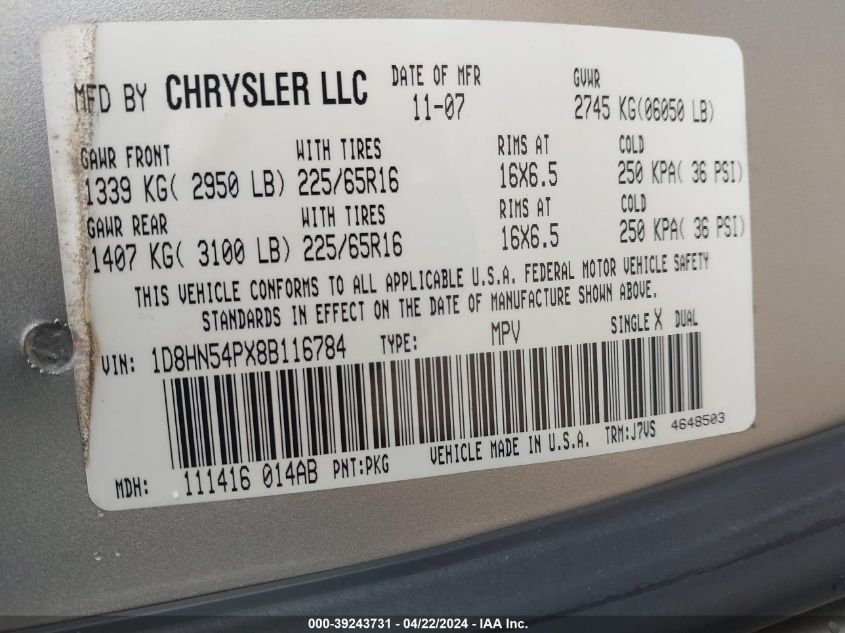 MFD BY CHRYSLER LLC DATE OF MFR GVWR
11-07 2745 KG(06050 LB)
GAWR FRONT WITH TIRES RIMS AT COLD
1339 KG( 2950 LB) 225/65R16 16X6.5 250 KPA( 36 PSI)
GAWR REAR WITH TIRES RIMS AT COLD
1407 KG( 3100 LB) 225/65R16 16X6.5 250 KPA( 36 PSI)
THIS VEHICLE CONFORMS TO ALL APPLICABLE U.S.A. FEDERAL MOTOR VEHICLE SAFETY
STANDARDS IN EFFECT ON THE DATE OF MANUFACTURE SHOWN ABOVE.
VIN: 1D8HN54PX8B116784 TYPE: MPV SINGLE X DUAL
MDH: 111416 014AB PNT:PKG VEHICLE MADE IN U.S.A. TRM:J7VS 4648503
000-39243731 - 04/22/2024 - IAA Inc.